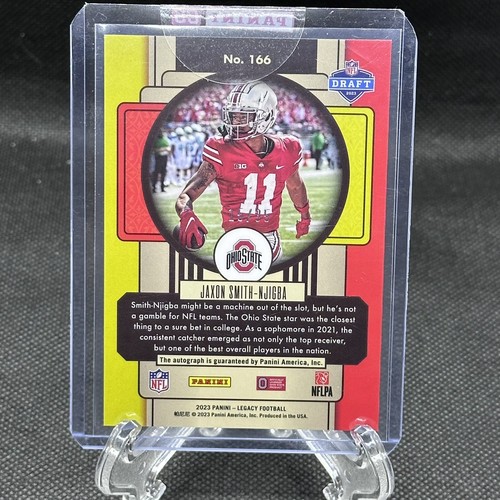 PANINI
No. 166
NFL
DRAFT
2023
B1G
11
OHIO STATE
JAXON SMITH-NJIGBA
Smith-Njigba might be a machine out of the slot, but he's not
a gamble for NFL teams. The Ohio State star was the closest
thing to a sure bet in college. As a sophomore in 2021, the
consistent catcher emerged as not only the top receiver,
but one of the best overall players in the nation.
The autograph is guaranteed by Panini America, Inc.
NFL
PANINI
NFLPA
2023 PANINI – LEGACY FOOTBALL
© 2023 Panini America, Inc. Produced in the USA.